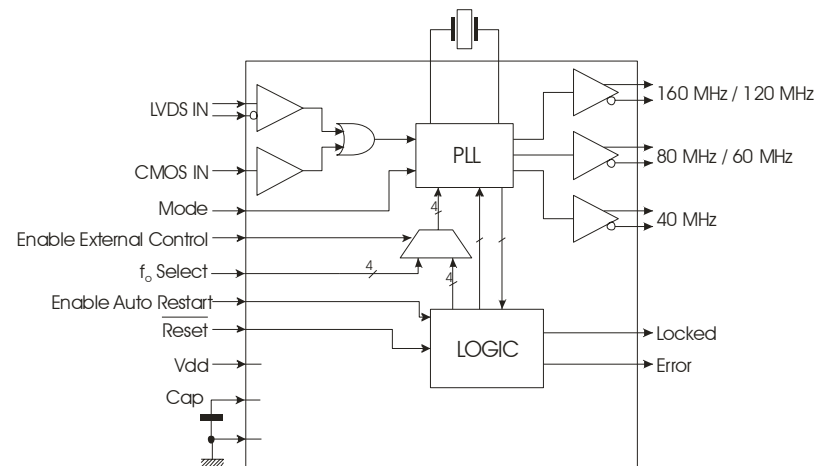 160 MHz / 120 MHz
LVDS IN
PLL
80 MHz / 60 MHz
CMOS IN
Mode
4
40 MHz
Enable External Control
fo Select
4
4
Enable Auto Restart
Reset
LOGIC
Locked
Vdd
Error
Cap